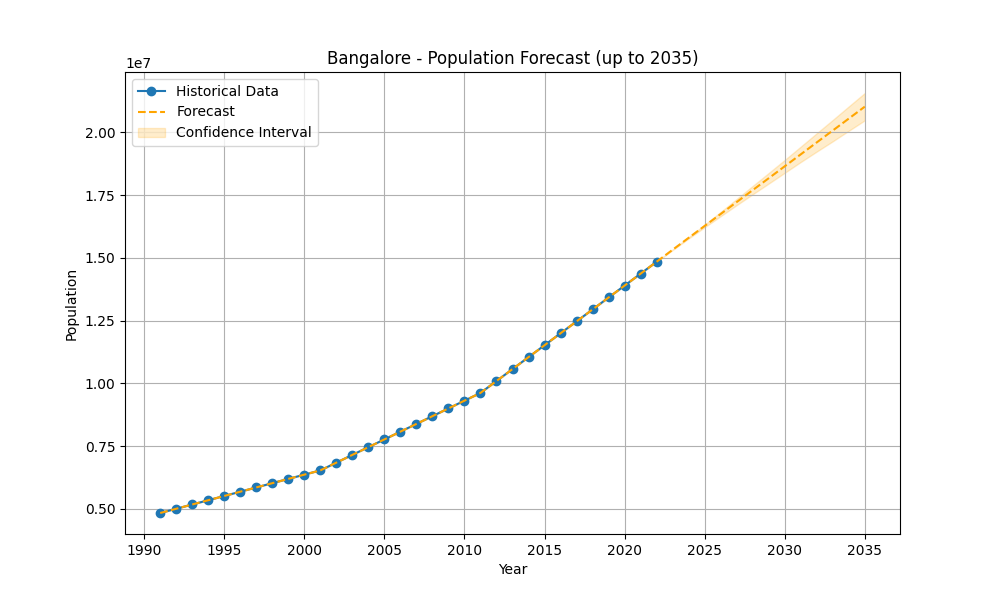 Bangalore - Population Forecast (up to 2035)
1e7
Historical Data
Forecast
Confidence Interval
2.00
1.75
1.50
1.25
1.00
0.75
0.50
Population
1990 1995 2000 2005 2010 2015 2020 2025 2030 2035
Year